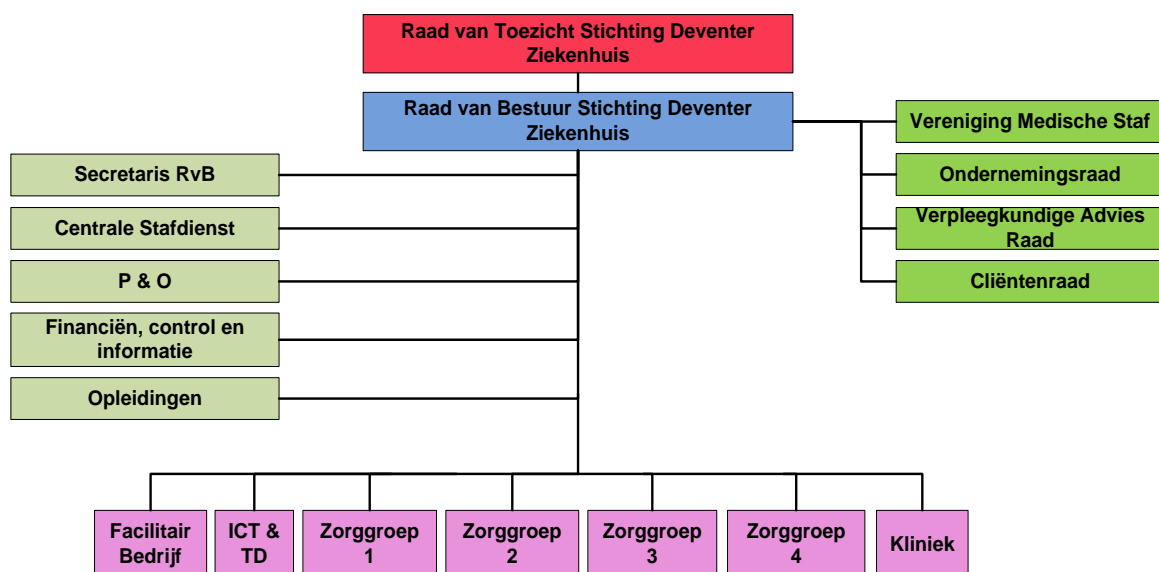 Raad van Toezicht Stichting Deventer
Ziekenhuis
Raad van Bestuur Stichting Deventer
Ziekenhuis
Vereniging Medische Staf
Ondernemingsraad
Verpleegkundige Advies
Raad
Cliëntenraad
Secretaris RvB
Centrale Stafdienst
P & O
Financiën, control en
informatie
Opleidingen
Facilitair
Bedrijf
ICT &
TD
Zorggroep
1
Zorggroep
2
Zorggroep
3
Zorggroep
4
Kliniek